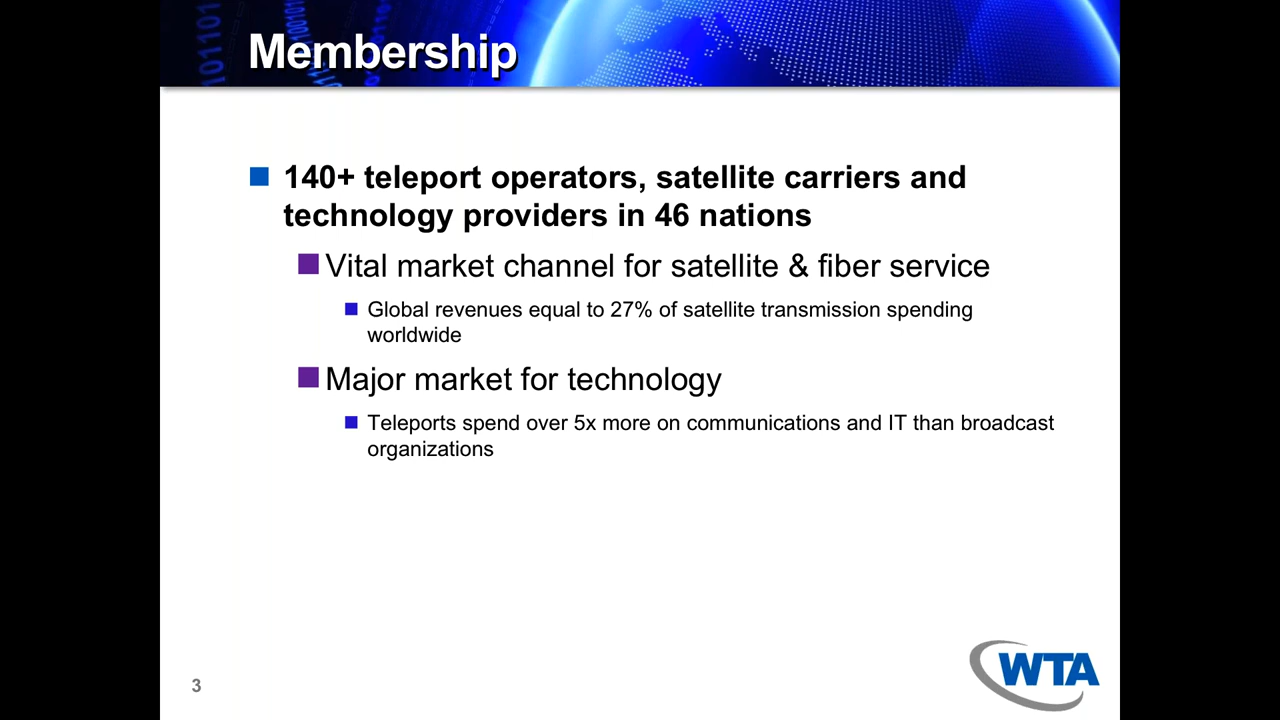 Membership
140+ teleport operators, satellite carriers and
technology providers in 46 nations
Vital market channel for satellite & fiber service
Global revenues equal to 27% of satellite transmission spending
worldwide
Major market for technology
Teleports spend over 5x more on communications and IT than broadcast
organizations
3
WTA